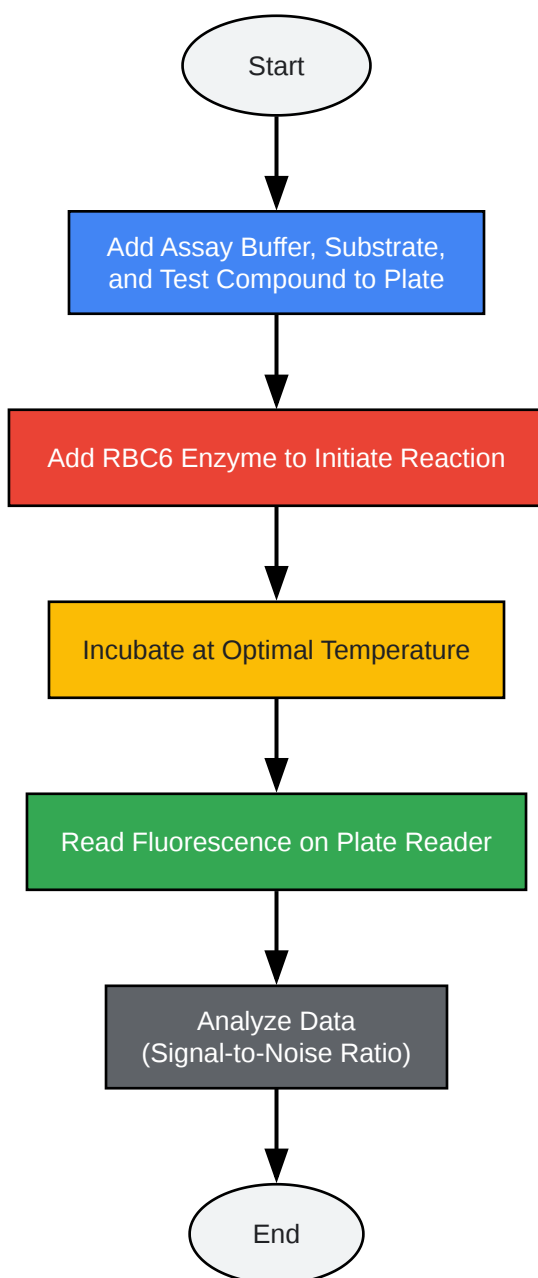 Start
Add Assay Buffer, Substrate,
and Test Compound to Plate
Add RBC6 Enzyme to Initiate Reaction
Incubate at Optimal Temperature
Read Fluorescence on Plate Reader
Analyze Data
(Signal-to-Noise Ratio)
End